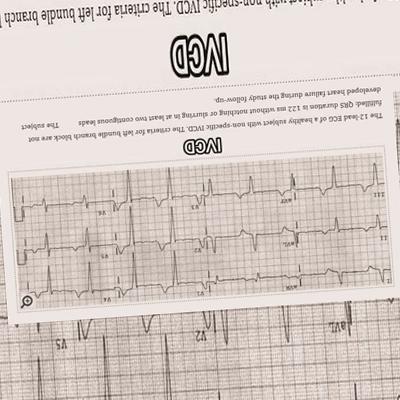 aVL V2 V5
I aVR V1 V4
II aVL V2 V5
III aVF V3 V6
IVCD
The 12-lead ECG of a healthy subject with non-specific IVCD. The criteria for left bundle branch block are not
fulfilled. QRS duration is 122 ms without notching or slurring in at least two contiguous leads The subject
developed heart failure during the study follow-up.
IVCD
subject with non-specific IVCD. The criteria for left bundle branch